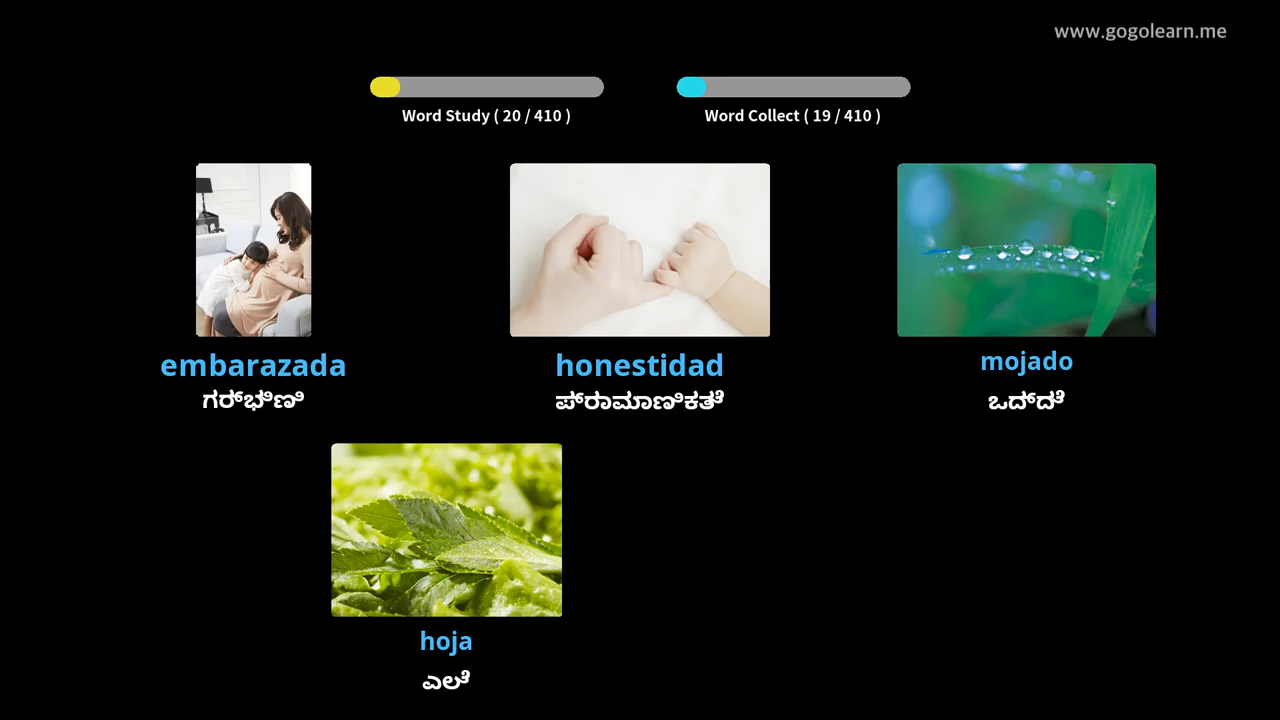 www.gogolearn.me
Word Study ( 20 / 410 )
Word Collect ( 19 / 410 )
embarazada
ಗರ್ಭಿಣಿ
honestidad
ಪ್ರಾಮಾಣಿಕತೆ
mojado
ಒದ್ದೆ
hoja
ಎಲೆ